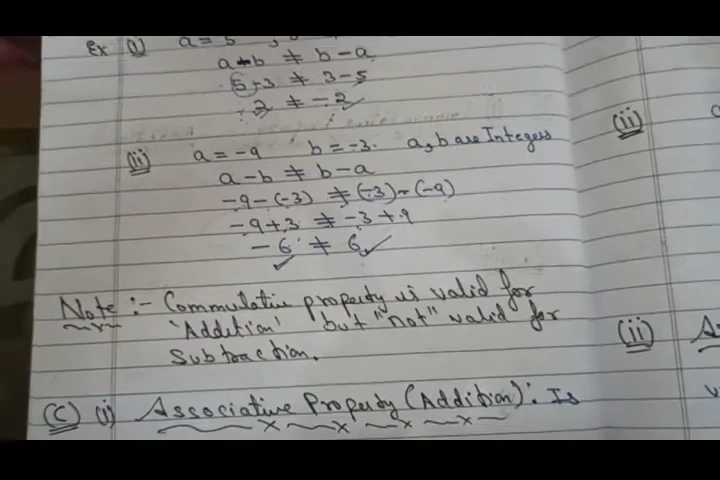 Ex (i) a = 5
a - b ≠ b - a
5-3 ≠ 3-5
2 ≠ -2 ✓
(ii) a = -9 b = -3. a, b are Integers
a - b ≠ b - a
-9-(-3) ≠ (-3) - (-9)
-9+3 ≠ -3+9
-6 ≠ 6 ✓
Note :- Commulative property is valid for
'Addition' but "not" valid for
Subtraction.
(C) (i) Associative Property (Addition): Is
(ii)
(ii)